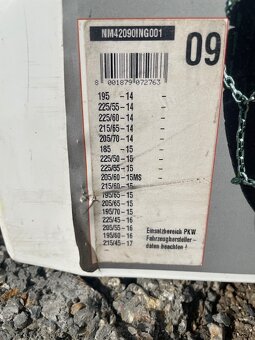 NM42090ING001
09
8 001879 072763
195 - 14
225/55 - 14
225/60 - 14
215/65 - 14
205/70 - 14
185 - 15
225/50 - 15
225/55 - 15
205/60 - 15MS
215/60 - 15
195/65 - 15
205/65 - 15
195/70 - 15
225/45 - 16
205/55 - 16
195/60 - 16
215/45 - 17
Einsatzbereich PKW
Fahrzeughersteller-
daten beachten !